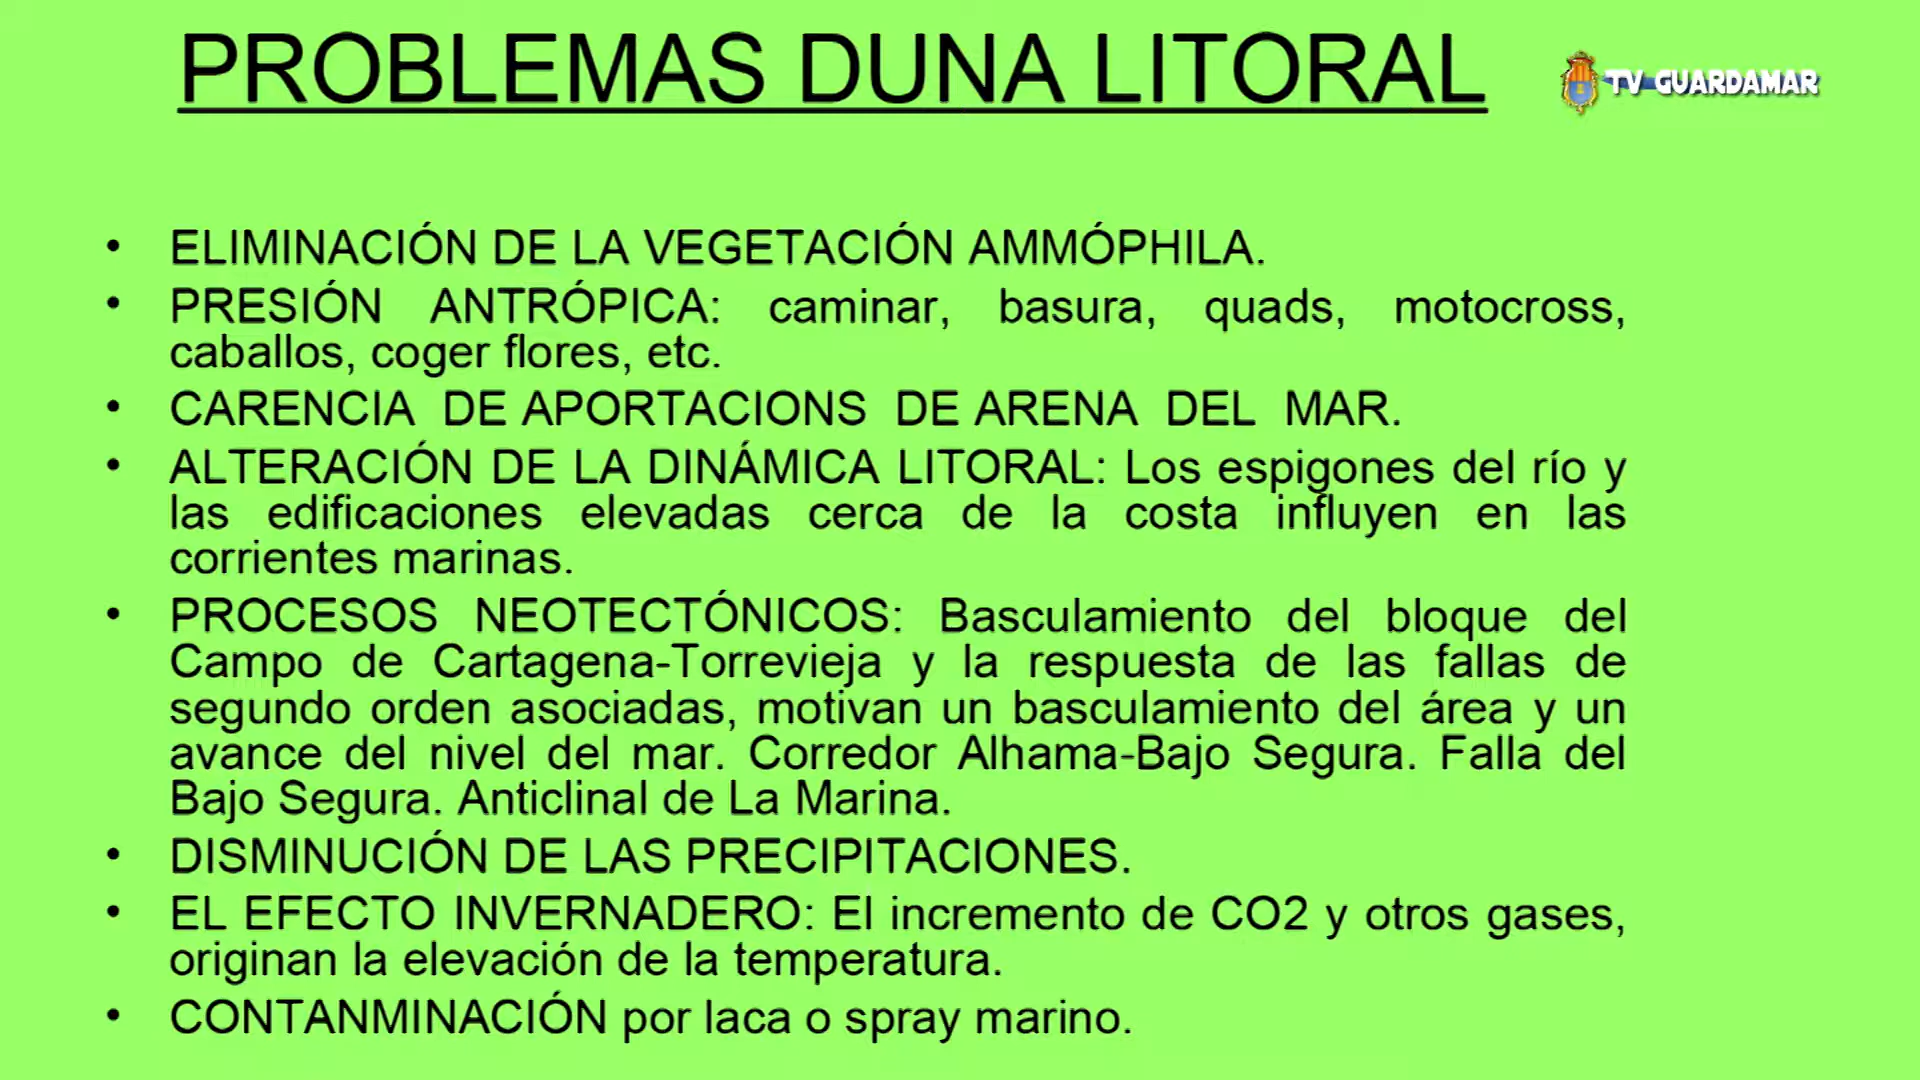 PROBLEMAS DUNA LITORAL
TV GUARDAMAR
• ELIMINACIÓN DE LA VEGETACIÓN AMMÓPHILA.
• PRESIÓN ANTRÓPICA: caminar, basura, quads, motocross,
caballos, coger flores, etc.
• CARENCIA DE APORTACIONS DE ARENA DEL MAR.
• ALTERACIÓN DE LA DINÁMICA LITORAL: Los espigones del río y
las edificaciones elevadas cerca de la costa influyen en las
corrientes marinas.
• PROCESOS NEOTECTÓNICOS: Basculamiento del bloque del
Campo de Cartagena-Torrevieja y la respuesta de las fallas de
segundo orden asociadas, motivan un basculamiento del área y un
avance del nivel del mar. Corredor Alhama-Bajo Segura. Falla del
Bajo Segura. Anticlinal de La Marina.
• DISMINUCIÓN DE LAS PRECIPITACIONES.
• EL EFECTO INVERNADERO: El incremento de CO2 y otros gases,
originan la elevación de la temperatura.
• CONTANMINACIÓN por laca o spray marino.